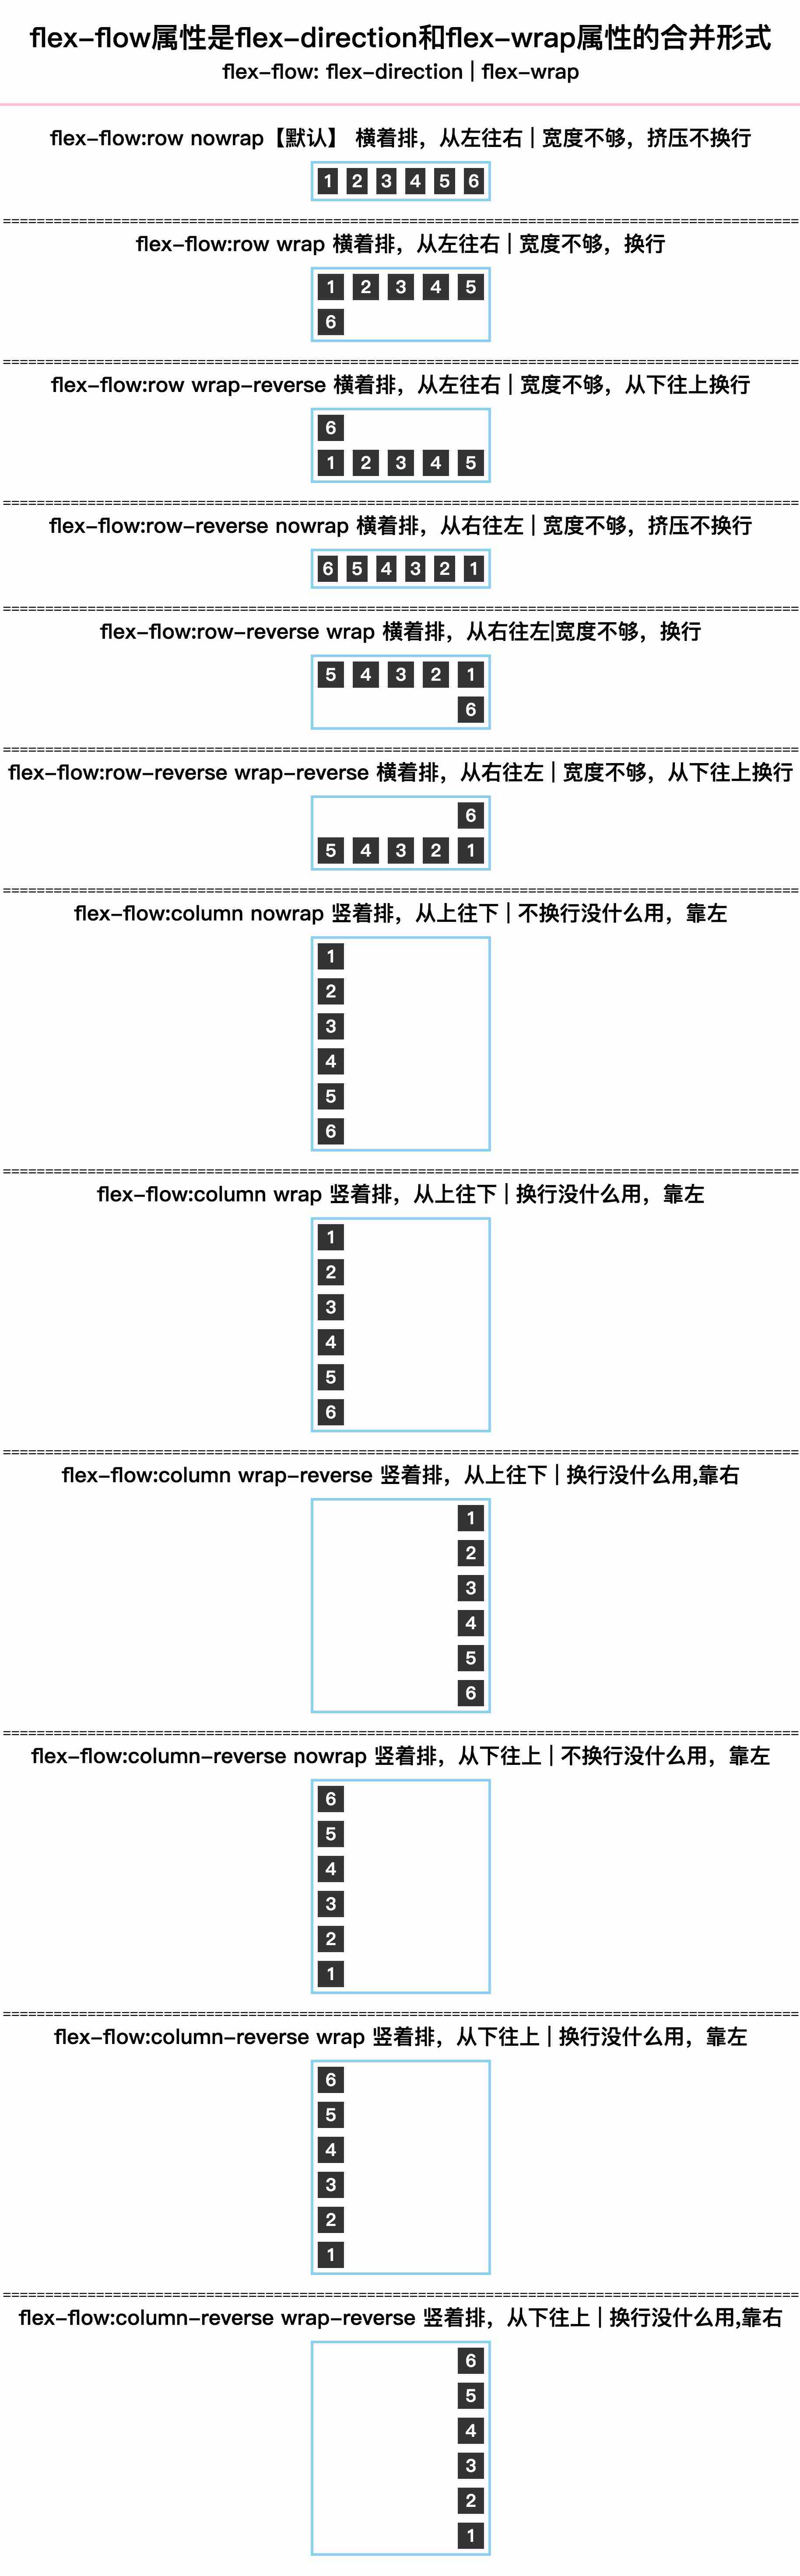 flex-flow属性是flex-direction和flex-wrap属性的合并形式
flex-flow: flex-direction | flex-wrap
flex-flow:row nowrap【默认】 横着排，从左往右 | 宽度不够，挤压不换行
1 2 3 4 5 6
flex-flow:row wrap 横着排，从左往右 | 宽度不够，换行
1 2 3 4 5
6
flex-flow:row wrap-reverse 横着排，从左往右 | 宽度不够，从下往上换行
6
1 2 3 4 5
flex-flow:row-reverse nowrap 横着排，从右往左 | 宽度不够，挤压不换行
6 5 4 3 2 1
flex-flow:row-reverse wrap 横着排，从右往左|宽度不够，换行
5 4 3 2 1
6
flex-flow:row-reverse wrap-reverse 横着排，从右往左 | 宽度不够，从下往上换行
6
5 4 3 2 1
flex-flow:column nowrap 竖着排，从上往下 | 不换行没什么用，靠左
1
2
3
4
5
6
flex-flow:column wrap 竖着排，从上往下 | 换行没什么用，靠左
1
2
3
4
5
6
flex-flow:column wrap-reverse 竖着排，从上往下 | 换行没什么用,靠右
1
2
3
4
5
6
flex-flow:column-reverse nowrap 竖着排，从下往上 | 不换行没什么用，靠左
6
5
4
3
2
1
flex-flow:column-reverse wrap 竖着排，从下往上 | 换行没什么用，靠左
6
5
4
3
2
1
flex-flow:column-reverse wrap-reverse 竖着排，从下往上 | 换行没什么用,靠右
6
5
4
3
2
1